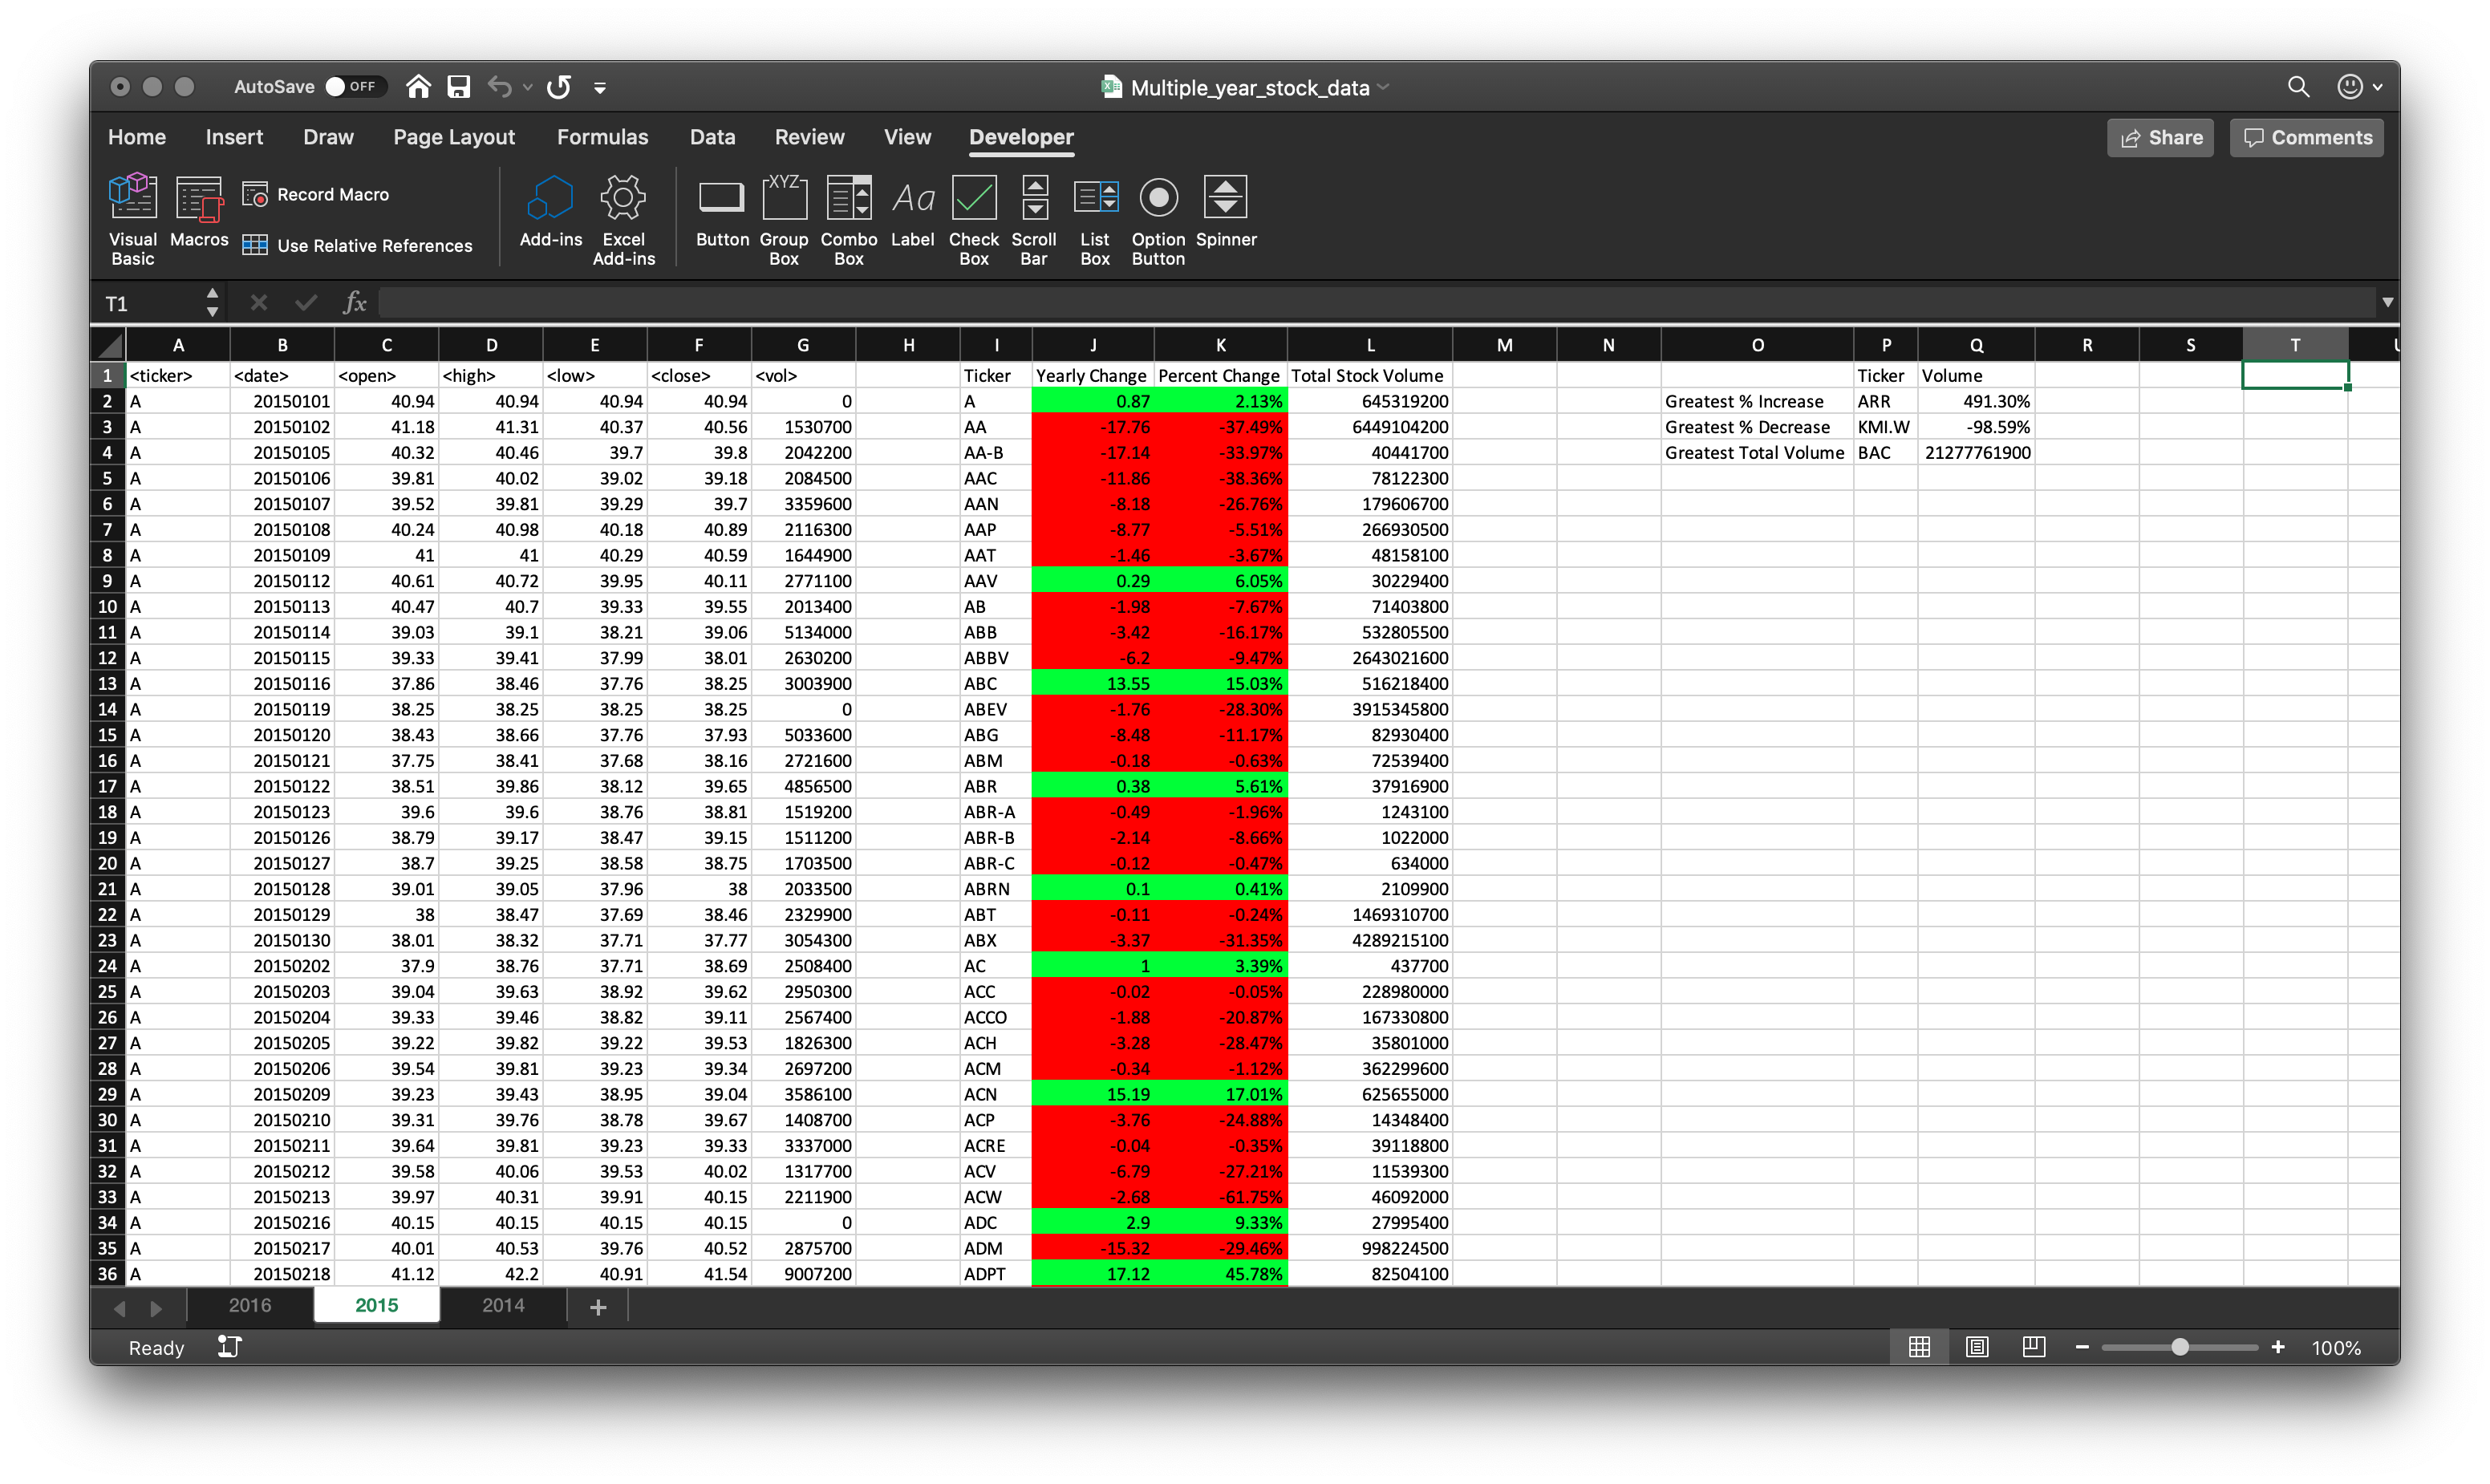 AutoSave OFF Multiple_year_stock_data
Home Insert Draw Page Layout Formulas Data Review View Developer Share Comments
Visual Basic Macros Record Macro Use Relative References Add-ins Excel Add-ins Button XYZ Group Box Combo Box Aa Label Check Box Scroll Bar List Box Option Button Spinner
T1 fx
A B C D E F G H I J K L M N O P Q R S T
1 <ticker> <date> <open> <high> <low> <close> <vol> Ticker Yearly Change Percent Change Total Stock Volume Ticker Volume
2 A 20150101 40.94 40.94 40.94 40.94 0 A 0.87 2.13% 645319200 Greatest % Increase ARR 491.30%
3 A 20150102 41.18 41.31 40.37 40.56 1530700 AA -17.76 -37.49% 6449104200 Greatest % Decrease KMI.W -98.59%
4 A 20150105 40.32 40.46 39.7 39.8 2042200 AA-B -17.14 -33.97% 40441700 Greatest Total Volume BAC 21277761900
5 A 20150106 39.81 40.02 39.02 39.18 2084500 AAC -11.86 -38.36% 78122300
6 A 20150107 39.52 39.81 39.29 39.7 3359600 AAN -8.18 -26.76% 179606700
7 A 20150108 40.24 40.98 40.18 40.89 2116300 AAP -8.77 -5.51% 266930500
8 A 20150109 41 41 40.29 40.59 1644900 AAT -1.46 -3.67% 48158100
9 A 20150112 40.61 40.72 39.95 40.11 2771100 AAV 0.29 6.05% 30229400
10 A 20150113 40.47 40.7 39.33 39.55 2013400 AB -1.98 -7.67% 71403800
11 A 20150114 39.03 39.1 38.21 39.06 5134000 ABB -3.42 -16.17% 532805500
12 A 20150115 39.33 39.41 37.99 38.01 2630200 ABBV -6.2 -9.47% 2643021600
13 A 20150116 37.86 38.46 37.76 38.25 3003900 ABC 13.55 15.03% 516218400
14 A 20150119 38.25 38.25 38.25 38.25 0 ABEV -1.76 -28.30% 3915345800
15 A 20150120 38.43 38.66 37.76 37.93 5033600 ABG -8.48 -11.17% 82930400
16 A 20150121 37.75 38.41 37.68 38.16 2721600 ABM -0.18 -0.63% 72539400
17 A 20150122 38.51 39.86 38.12 39.65 4856500 ABR 0.38 5.61% 37916900
18 A 20150123 39.6 39.6 38.76 38.81 1519200 ABR-A -0.49 -1.96% 1243100
19 A 20150126 38.79 39.17 38.47 39.15 1511200 ABR-B -2.14 -8.66% 1022000
20 A 20150127 38.7 39.25 38.58 38.75 1703500 ABR-C -0.12 -0.47% 634000
21 A 20150128 39.01 39.05 37.96 38 2033500 ABRN 0.1 0.41% 2109900
22 A 20150129 38 38.47 37.69 38.46 2329900 ABT -0.11 -0.24% 1469310700
23 A 20150130 38.01 38.32 37.71 37.77 3054300 ABX -3.37 -31.35% 4289215100
24 A 20150202 37.9 38.76 37.71 38.69 2508400 AC 1 3.39% 437700
25 A 20150203 39.04 39.63 38.92 39.62 2950300 ACC -0.02 -0.05% 228980000
26 A 20150204 39.33 39.46 38.82 39.11 2567400 ACCO -1.88 -20.87% 167330800
27 A 20150205 39.22 39.82 39.22 39.53 1826300 ACH -3.28 -28.47% 35801000
28 A 20150206 39.54 39.81 39.23 39.34 2697200 ACM -0.34 -1.12% 362299600
29 A 20150209 39.23 39.43 38.95 39.04 3586100 ACN 15.19 17.01% 625655000
30 A 20150210 39.31 39.76 38.78 39.67 1408700 ACP -3.76 -24.88% 14348400
31 A 20150211 39.64 39.81 39.23 39.33 3337000 ACRE -0.04 -0.35% 39118800
32 A 20150212 39.58 40.06 39.53 40.02 1317700 ACV -6.79 -27.21% 11539300
33 A 20150213 39.97 40.31 39.91 40.15 2211900 ACW -2.68 -61.75% 46092000
34 A 20150216 40.15 40.15 40.15 40.15 0 ADC 2.9 9.33% 27995400
35 A 20150217 40.01 40.53 39.76 40.52 2875700 ADM -15.32 -29.46% 998224500
36 A 20150218 41.12 42.2 40.91 41.54 9007200 ADPT 17.12 45.78% 82504100
2016 2015 2014
Ready 100%